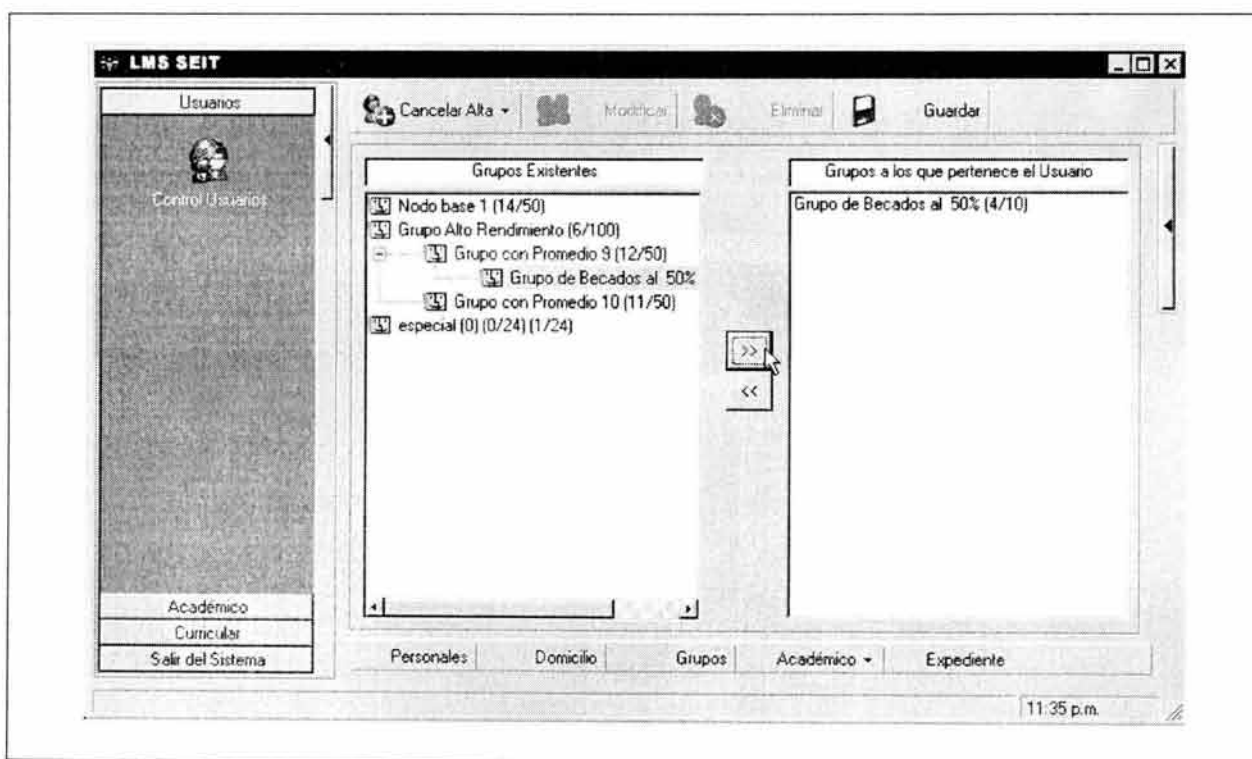 LMS SEIT
Usuarios
Control Usuarios
Académico
Curricular
Salir del Sistema
Cancelar Alta
Modificar
Eliminar
Guardar
Grupos Existentes
Nodo base 1 (14/50)
Grupo Alto Rendimiento (6/100)
Grupo con Promedio 9 (12/50)
Grupo de Becados al 50%
Grupo con Promedio 10 (11/50)
especial (0) (0/24) (1/24)
>>
<<
Grupos a los que pertenece el Usuario
Grupo de Becados al 50% (4/10)
Personales
Domicilio
Grupos
Académico
Expediente
11:35 p.m.